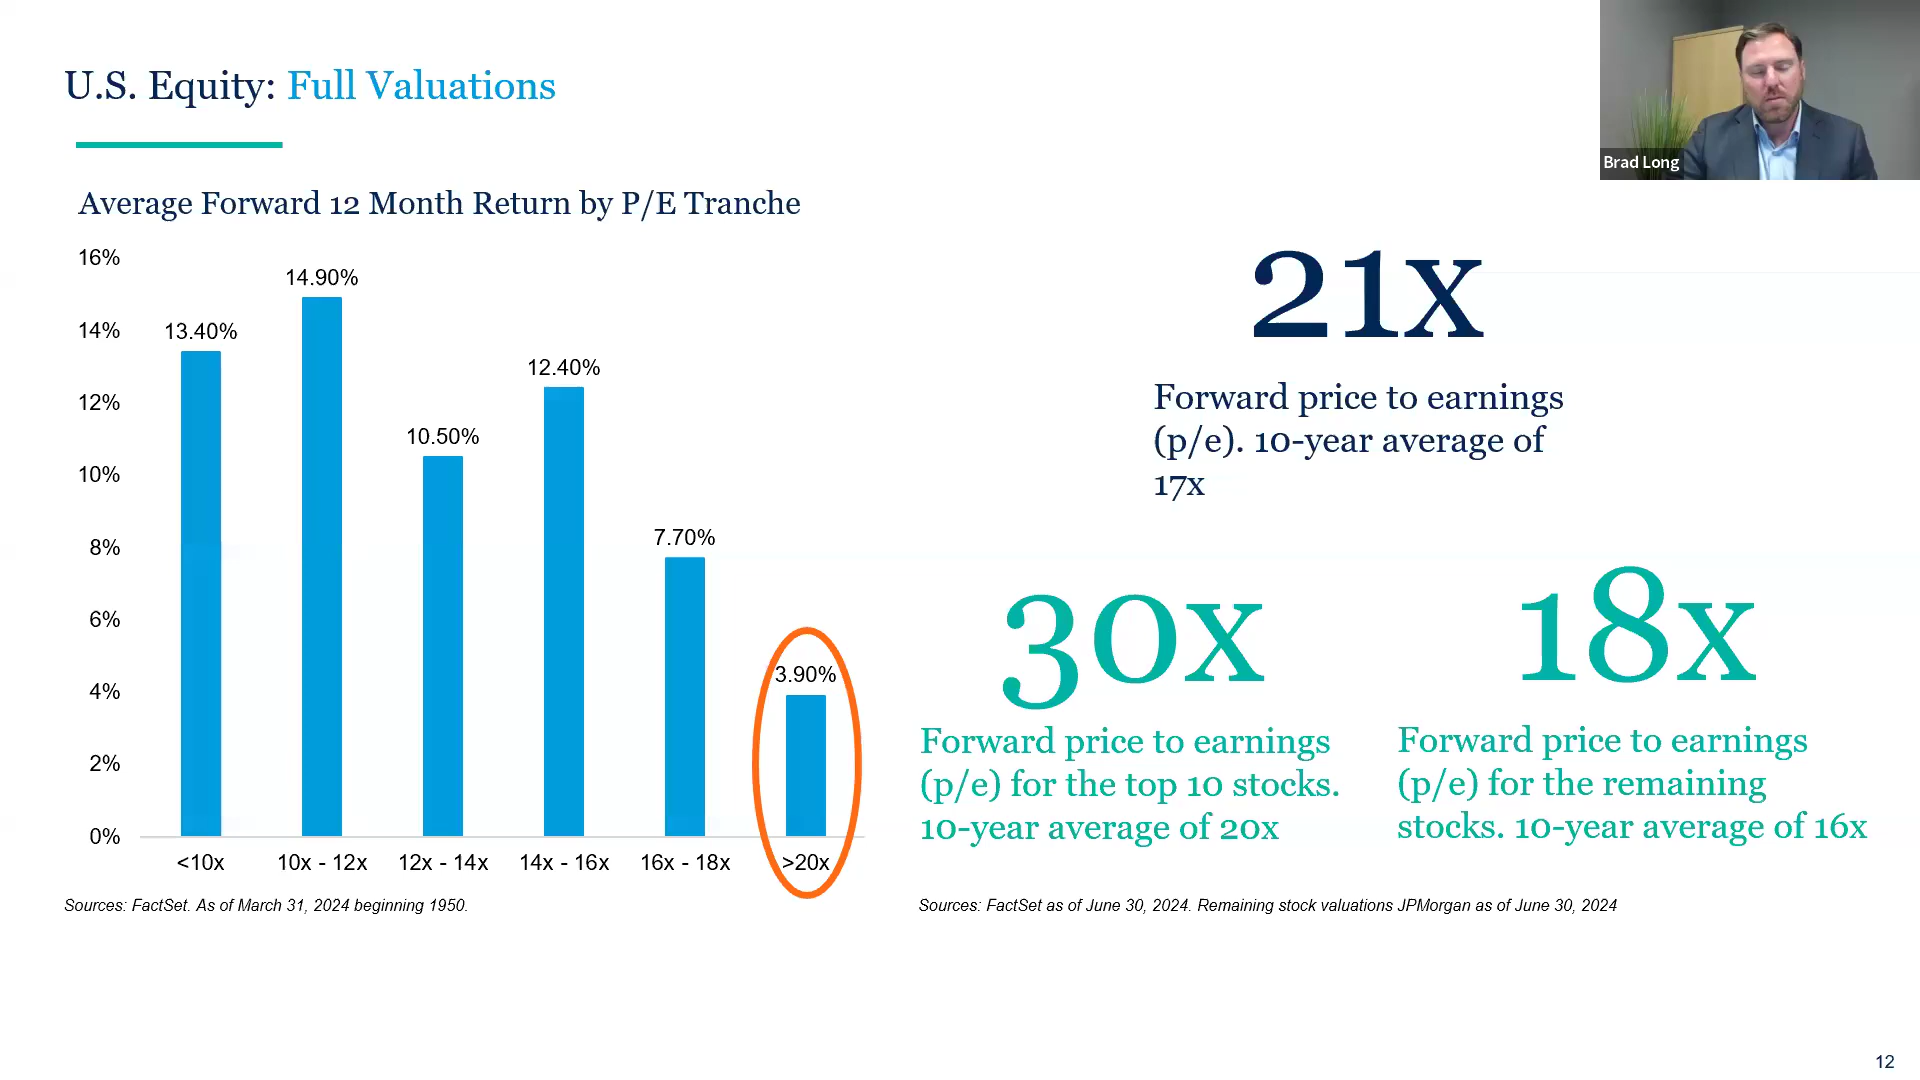 U.S. Equity: Full Valuations
Brad Long
Average Forward 12 Month Return by P/E Tranche
16%
14%
12%
10%
8%
6%
4%
2%
0%
13.40%
14.90%
10.50%
12.40%
7.70%
3.90%
<10x
10x - 12x
12x - 14x
14x - 16x
16x - 18x
>20x
Sources: FactSet. As of March 31, 2024 beginning 1950.
21x
Forward price to earnings
(p/e). 10-year average of
17x
30x
Forward price to earnings
(p/e) for the top 10 stocks.
10-year average of 20x
18x
Forward price to earnings
(p/e) for the remaining
stocks. 10-year average of 16x
Sources: FactSet as of June 30, 2024. Remaining stock valuations JPMorgan as of June 30, 2024
12